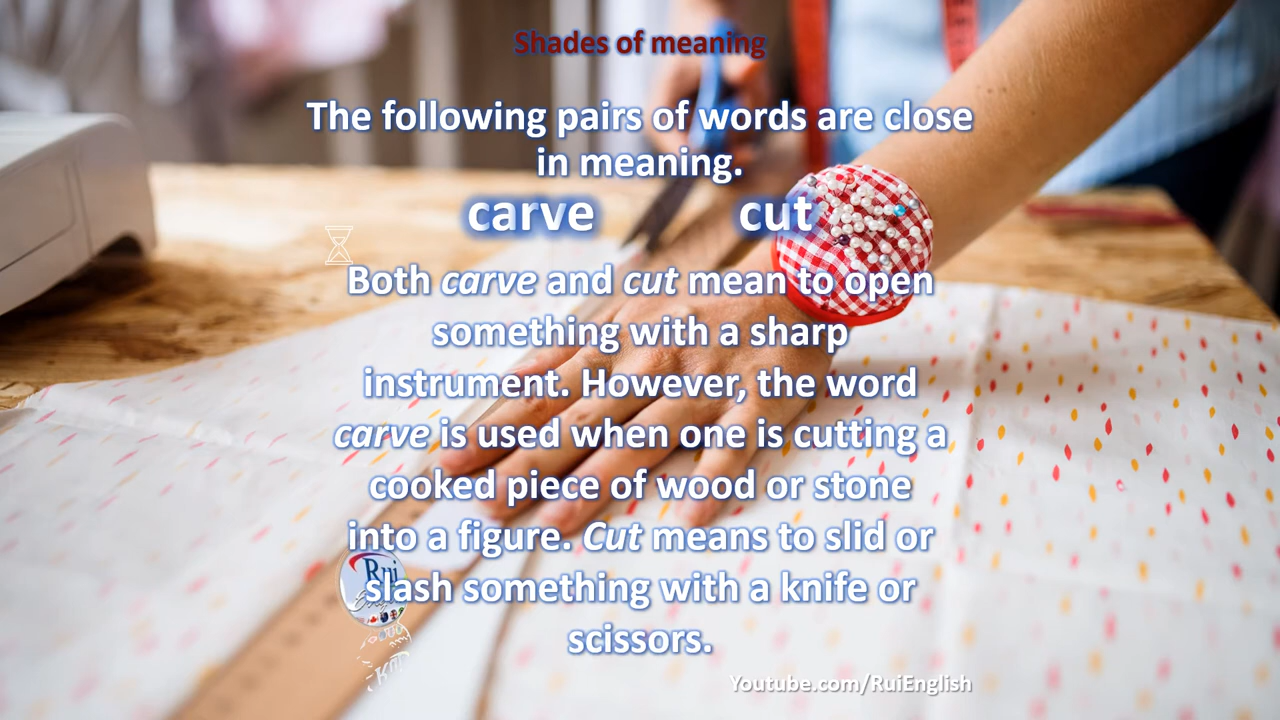 Shades of meaning
The following pairs of words are close
in meaning.
carve cut
Both carve and cut mean to open
something with a sharp
instrument. However, the word
carve is used when one is cutting a
cooked piece of wood or stone
into a figure. Cut means to slid or
slash something with a knife or
scissors.
Rui
Youtube.com/RuiEnglish